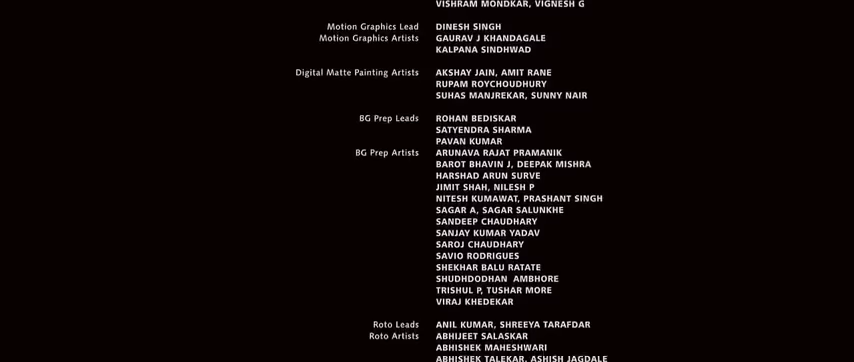 VISHRAM MONDKAR, VIGNESH G
Motion Graphics Lead DINESH SINGH
Motion Graphics Artists GAURAV J KHANDAGALE
KALPANA SINDHWAD
Digital Matte Painting Artists AKSHAY JAIN, AMIT RANE
RUPAM ROYCHOUDHURY
SUHAS MANJREKAR, SUNNY NAIR
BG Prep Leads ROHAN BEDISKAR
SATYENDRA SHARMA
PAVAN KUMAR
BG Prep Artists ARUNAVA RAJAT PRAMANIK
BAROT BHAVIN J, DEEPAK MISHRA
HARSHAD ARUN SURVE
JIMIT SHAH, NILESH P
NITESH KUMAWAT, PRASHANT SINGH
SAGAR A, SAGAR SALUNKHE
SANDEEP CHAUDHARY
SANJAY KUMAR YADAV
SAROJ CHAUDHARY
SAVIO RODRIGUES
SHEKHAR BALU RATATE
SHUDHDODHAN AMBHORE
TRISHUL P, TUSHAR MORE
VIRAJ KHEDEKAR
Roto Leads ANIL KUMAR, SHREEYA TARAFDAR
Roto Artists ABHIJEET SALASKAR
ABHISHEK MAHESHWARI
ABHISHEK TALEKAR, ASHISH JAGDALE